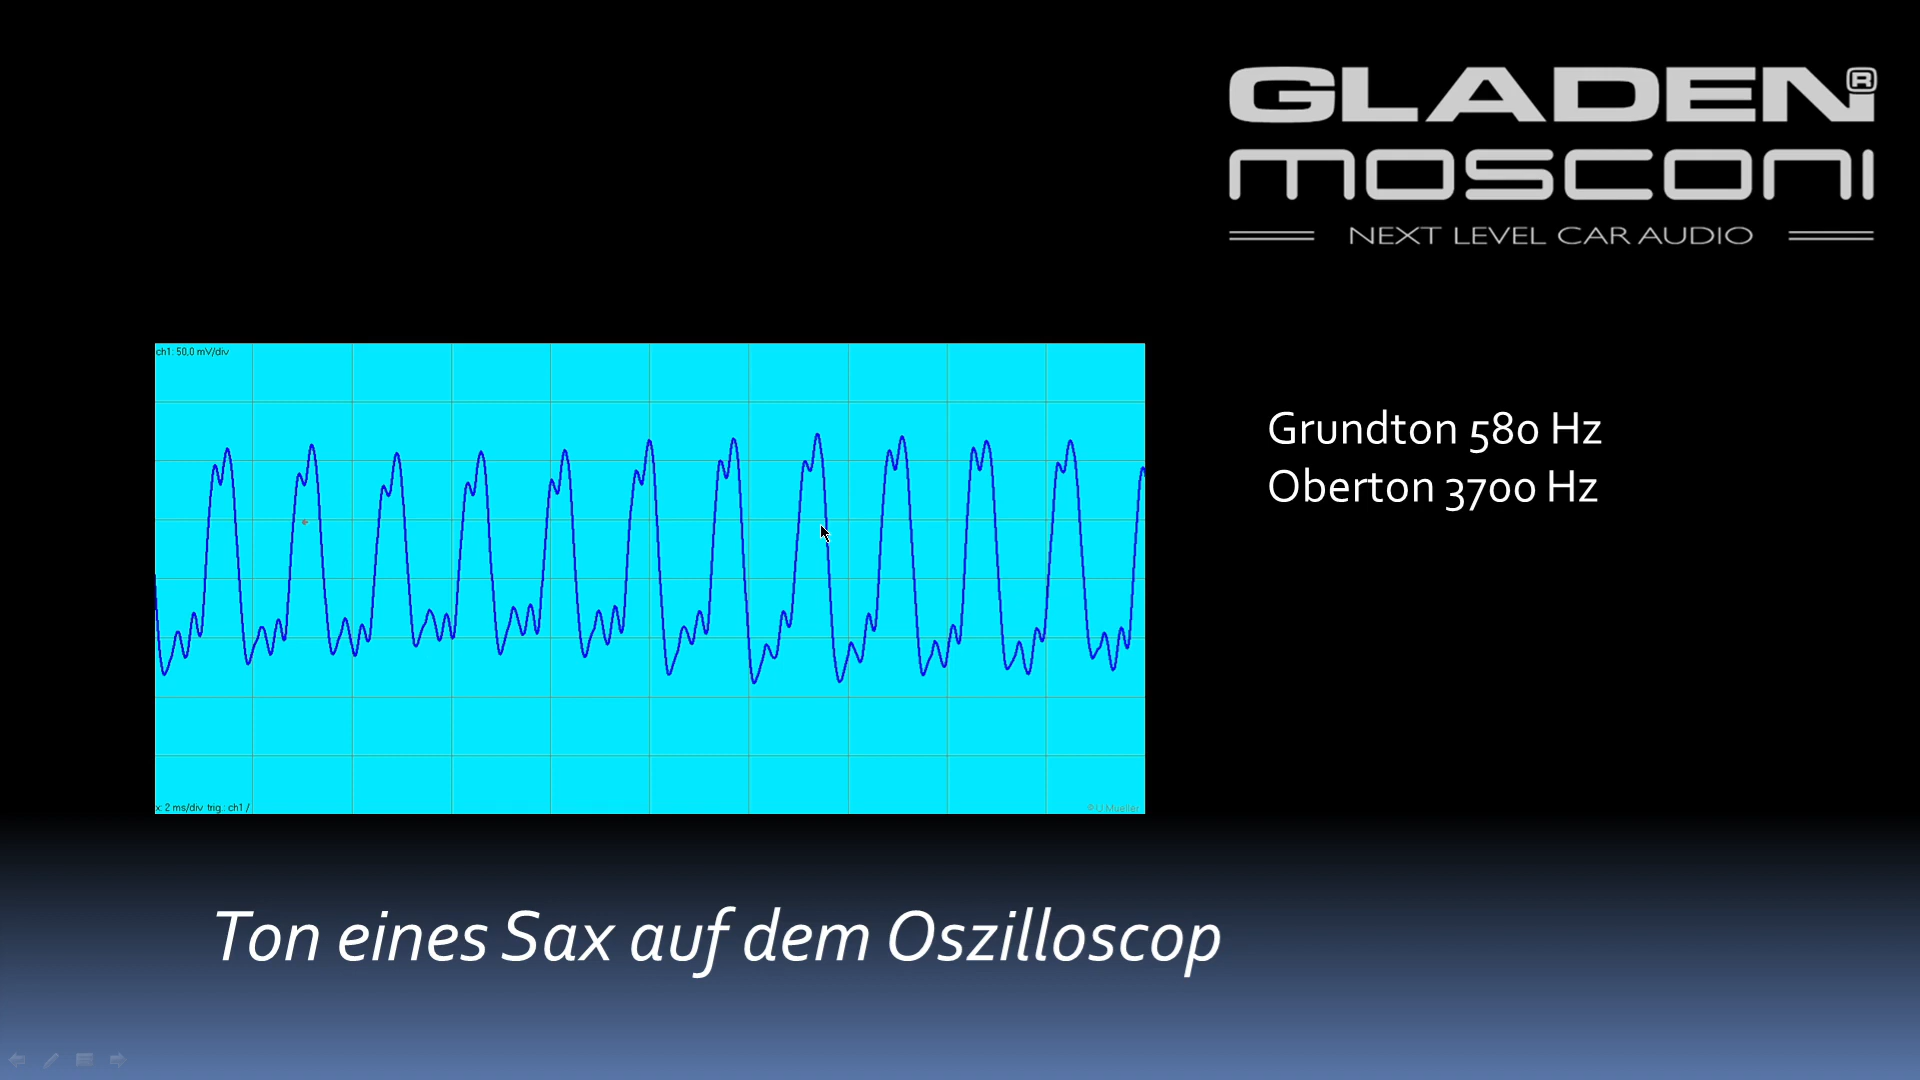 GLADEN®
MOSCONI
NEXT LEVEL CAR AUDIO
ch1: 50,0 mV/div
Grundton 580 Hz
Oberton 3700 Hz
x: 2 ms/div trig.: ch1 /
© U Mueller
Ton eines Sax auf dem Oszilloscop